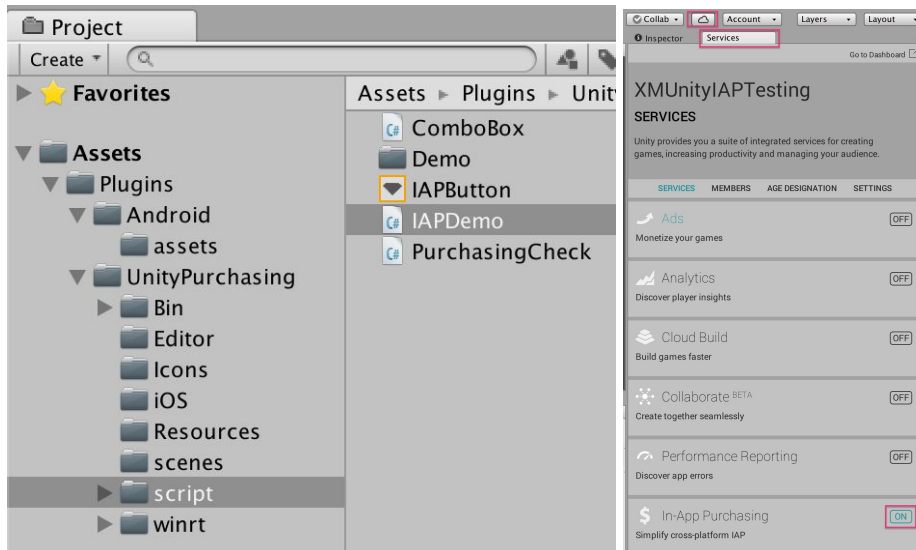 Project
Create
Favorites
Assets
Plugins
Android
assets
UnityPurchasing
Bin
Editor
Icons
iOS
Resources
scenes
script
winrt
Assets Plugins Unit
C# ComboBox
Demo
IAPButton
C# IAPDemo
C# PurchasingCheck
Collab Account Layers Layout
Inspector Services
Go to Dashboard
XMUnityIAPTesting
SERVICES
Unity provides you a suite of integrated services for creating
games, increasing productivity and managing your audience.
SERVICES MEMBERS AGE DESIGNATION SETTINGS
Ads OFF
Monetize your games
Analytics OFF
Discover player insights
Cloud Build OFF
Build games faster
Collaborate BETA OFF
Create together seamlessly
Performance Reporting OFF
Discover app errors
$ In-App Purchasing ON
Simplify cross-platform IAP